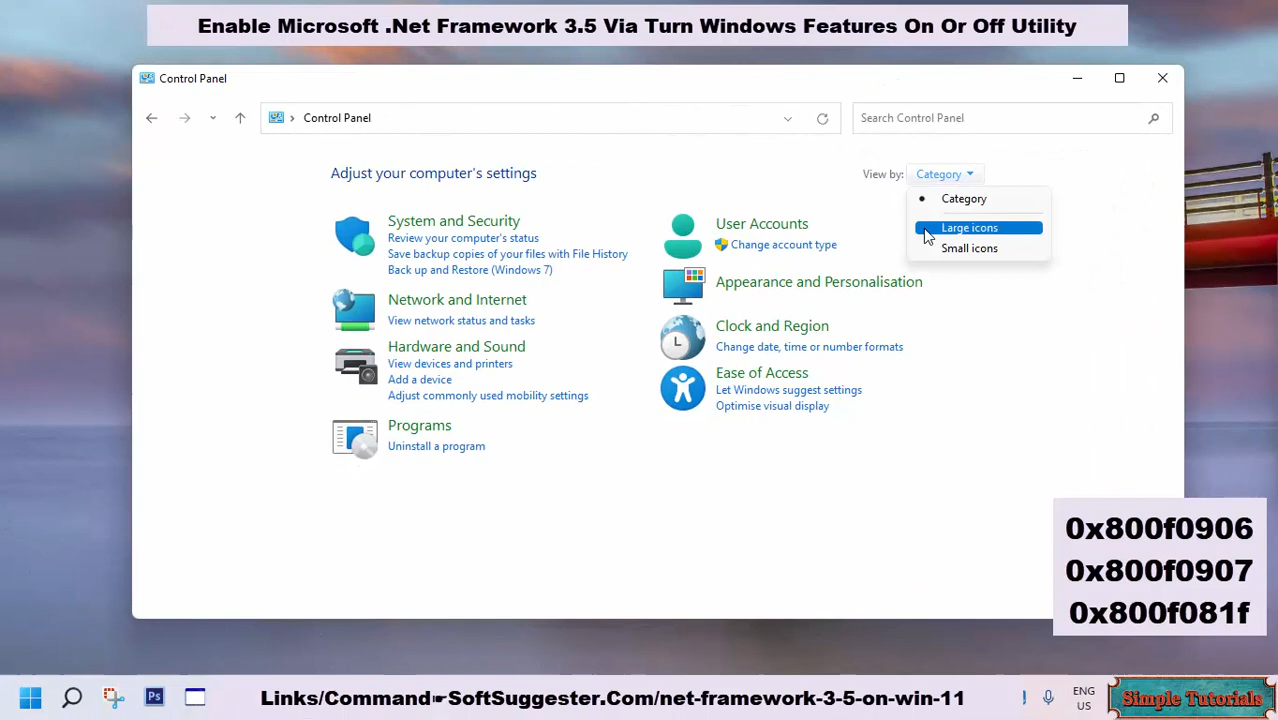 Enable Microsoft .Net Framework 3.5 Via Turn Windows Features On Or Off Utility
Control Panel
Control Panel
Search Control Panel
Adjust your computer's settings
View by: Category
Category
Large icons
Small icons
System and Security
Review your computer's status
Save backup copies of your files with File History
Back up and Restore (Windows 7)
Network and Internet
View network status and tasks
Hardware and Sound
View devices and printers
Add a device
Adjust commonly used mobility settings
Programs
Uninstall a program
User Accounts
Change account type
Appearance and Personalisation
Clock and Region
Change date, time or number formats
Ease of Access
Let Windows suggest settings
Optimise visual display
0x800f0906
0x800f0907
0x800f081f
Ps
Links/Command☛SoftSuggester.Com/net-framework-3-5-on-win-11
ENG
US
Simple Tutorials